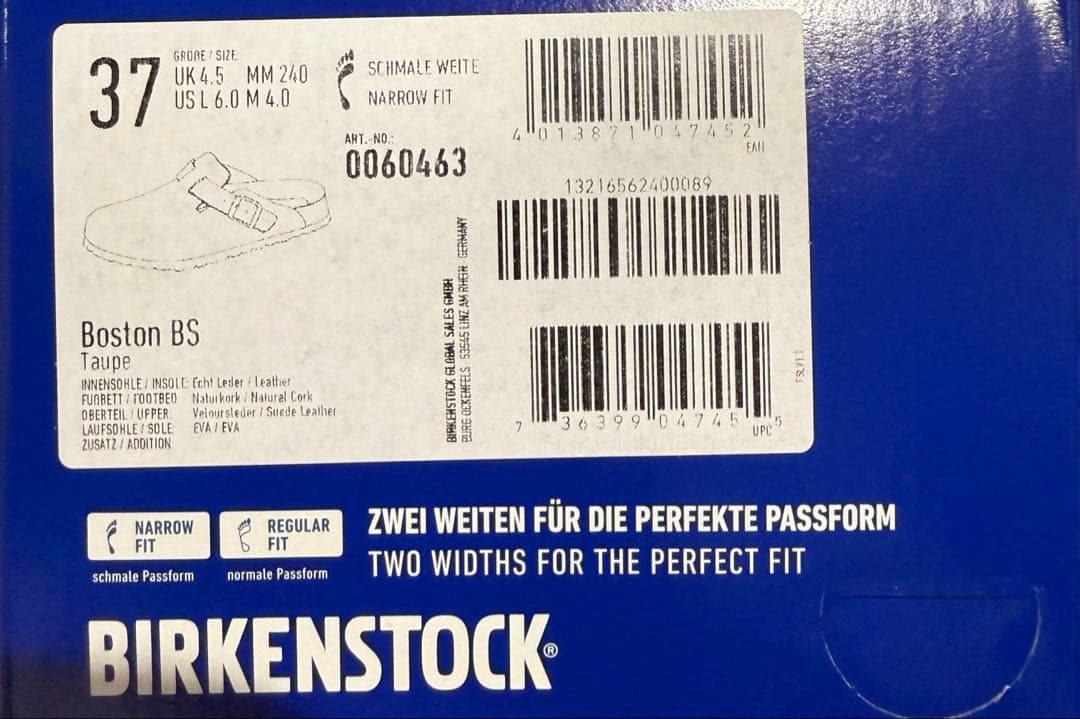 37
GRÖßE / SIZE
UK 4.5 MM 240
US L 6.0 M 4.0
SCHMALE WEITE
NARROW FIT
ART.-NO.:
0060463
4 013871 047452
EAN
13216562400089
Boston BS
Taupe
INNENSOHLE / INSOLE: Echt Leder / Leather
FUßBETT / FOOTBED Naturkork / Natural Cork
OBERTEIL / UPPER: Veloursleder / Suede Leather
LAUFSOHLE / SOLE: EVA / EVA
ZUSATZ / ADDITION
BIRKENSTOCK GLOBAL SALES GMBH
BURG OCKENFELS · 53545 LINZ AM RHEIN · GERMANY
7 36399 04745 5
UPC
NARROW
FIT
schmale Passform
REGULAR
FIT
normale Passform
ZWEI WEITEN FÜR DIE PERFEKTE PASSFORM
TWO WIDTHS FOR THE PERFECT FIT
BIRKENSTOCK®